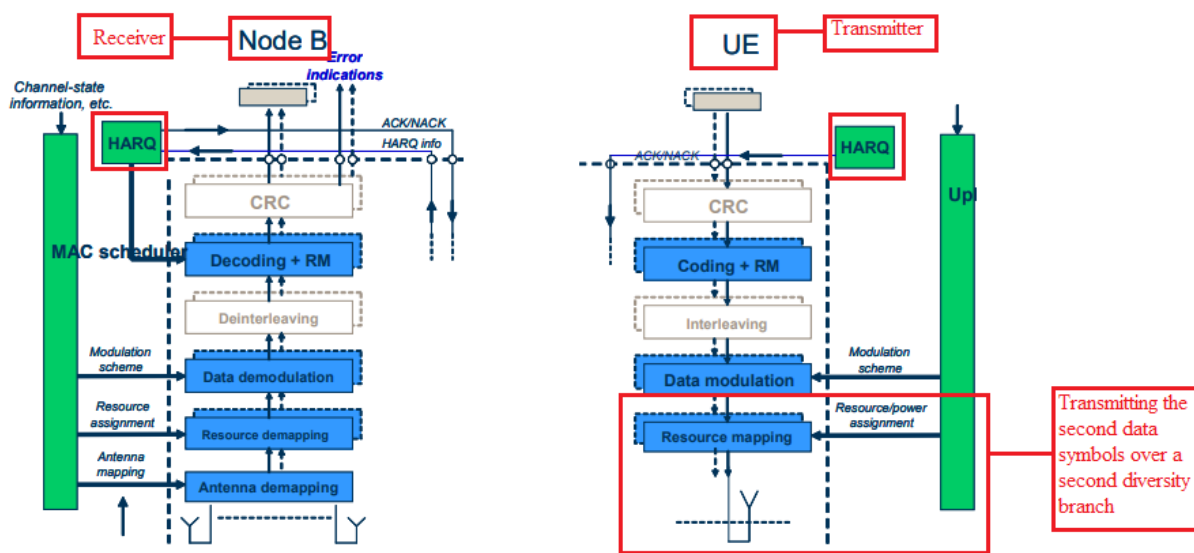 Receiver
Node B
Error
indications
Channel-state
information, etc.
HARQ
ACK/NACK
HARQ info
CRC
MAC scheduler
Decoding + RM
Deinterleaving
Modulation
scheme
Data demodulation
Resource
assignment
Resource demapping
Antenna
mapping
Antenna demapping
UE
Transmitter
ACK/NACK
HARQ
CRC
Upl
Coding + RM
Interleaving
Data modulation
Modulation
scheme
Resource mapping
Resource/power
assignment
Transmitting the
second data
symbols over a
second diversity
branch